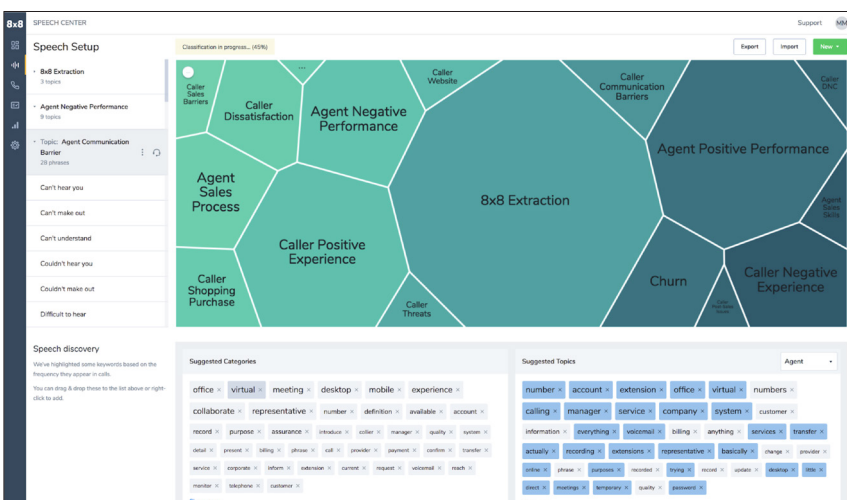 8x8 SPEECH CENTER Support MM
Speech Setup
Classification in progress... (45%)
Export Import New
8x8 Extraction
3 topics
Agent Negative Performance
9 topics
Topic: Agent Communication
Barrier
28 phrases
Can't hear you
Can't make out
Can't understand
Couldn't hear you
Couldn't make out
Difficult to hear
Caller
Sales
Barriers
...
Caller
Dissatisfaction
Agent Negative
Performance
Caller
Website
Caller
Communication
Barriers
Caller
DNC
Agent
Sales
Process
Caller Positive
Experience
8x8 Extraction
Agent Positive Performance
Agent
Sales
Skills
Caller
Shopping
Purchase
Caller
Threats
Churn
Caller Negative
Experience
Speech discovery
We've highlighted some keywords based on the
frequency they appear in calls.
You can drag & drop these to the list above or right-
click to add.
Suggested Categories
office × virtual × meeting × desktop × mobile × experience ×
collaborate × representative × number × definition × available × account ×
record × purpose × assurance × introduce × collier × manager × quality × system ×
detail × present × billing × phrase × call × provider × payment × confirm × transfer ×
service × corporate × inform × extension × current × request × voicemail × reach ×
monitor × telephone × customer ×
Suggested Topics
Agent
number × account × extension × office × virtual × numbers ×
calling × manager × service × company × system × customer ×
information × everything × voicemail × billing × anything × services × transfer ×
actually × recording × extensions × representative × basically × change × provider ×
online × phrase × purposes × recorded × trying × record × update × desktop × little ×
direct × meetings × temporary × quality × password ×